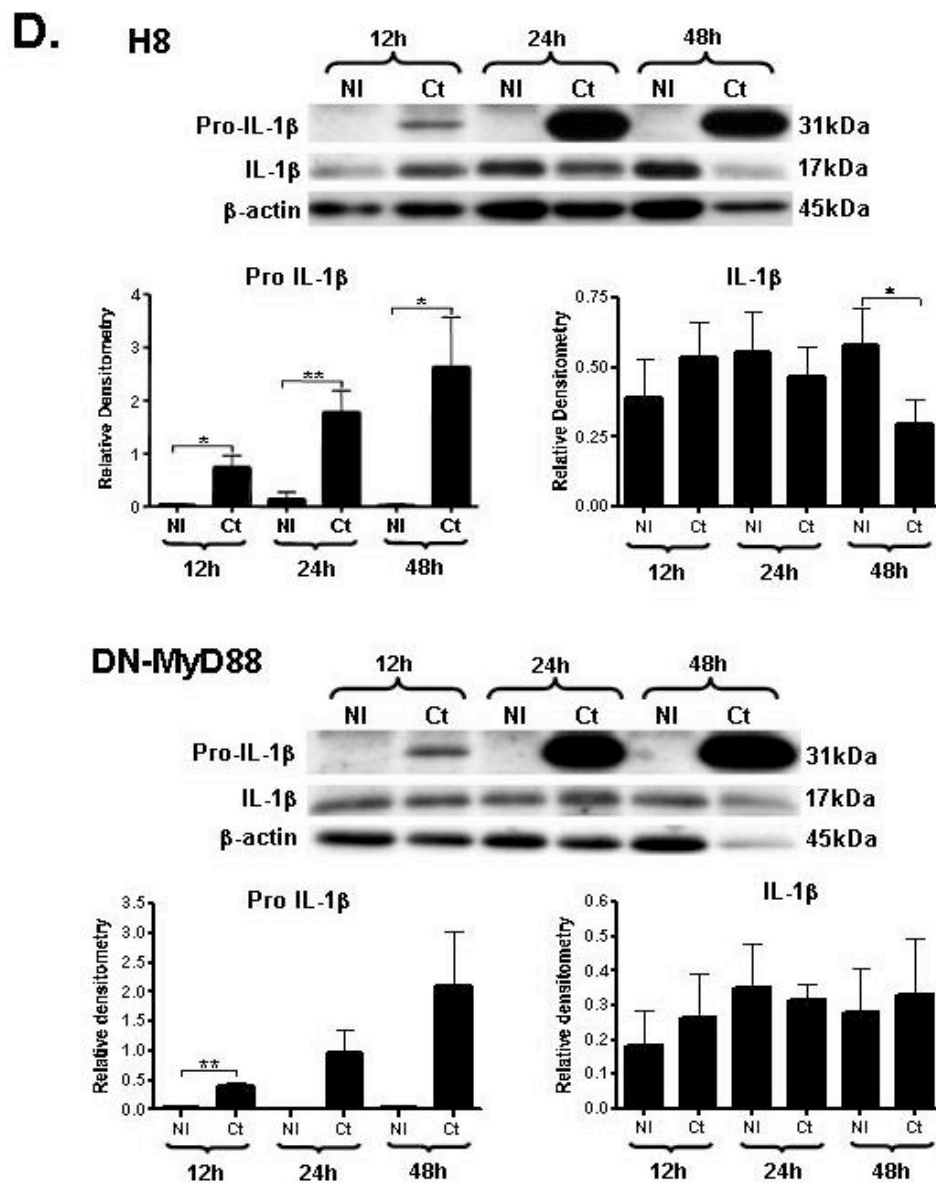 D.
H8
12h 24h 48h
NI Ct NI Ct NI Ct
Pro-IL-1β 31kDa
IL-1β 17kDa
β-actin 45kDa
Pro IL-1β
Relative Densitometry
4
3
2
1
0
* ** *
NI Ct NI Ct NI Ct
12h 24h 48h
IL-1β
Relative Densitometry
0.75
0.50
0.25
0.00
*
NI Ct NI Ct NI Ct
12h 24h 48h
DN-MyD88
12h 24h 48h
NI Ct NI Ct NI Ct
Pro-IL-1β 31kDa
IL-1β 17kDa
β-actin 45kDa
Pro IL-1β
Relative densitometry
3.5
3.0
2.5
2.0
1.5
1.0
0.5
0.0
**
NI Ct NI Ct NI Ct
12h 24h 48h
IL-1β
Relative densitometry
0.6
0.5
0.4
0.3
0.2
0.1
0.0
NI Ct NI Ct NI Ct
12h 24h 48h